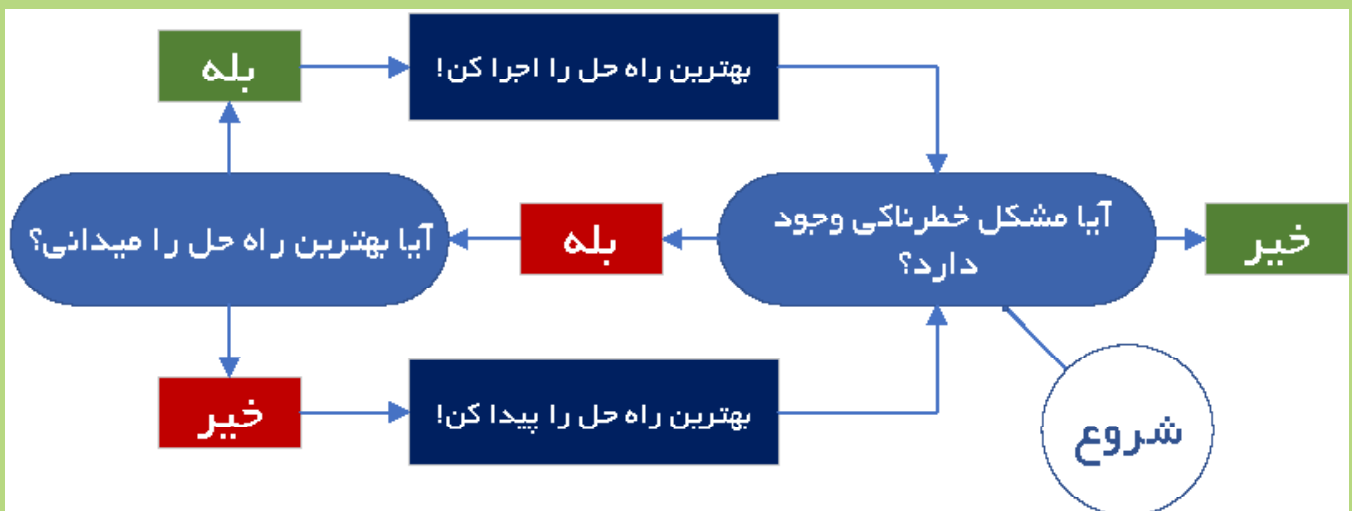 بله
بهترین راه حل را اجرا کن!
آیا بهترین راه حل را میدانی؟
بله
آیا مشکل خطرناکی وجود
دارد؟
خیر
خیر
بهترین راه حل را پیدا کن!
شروع